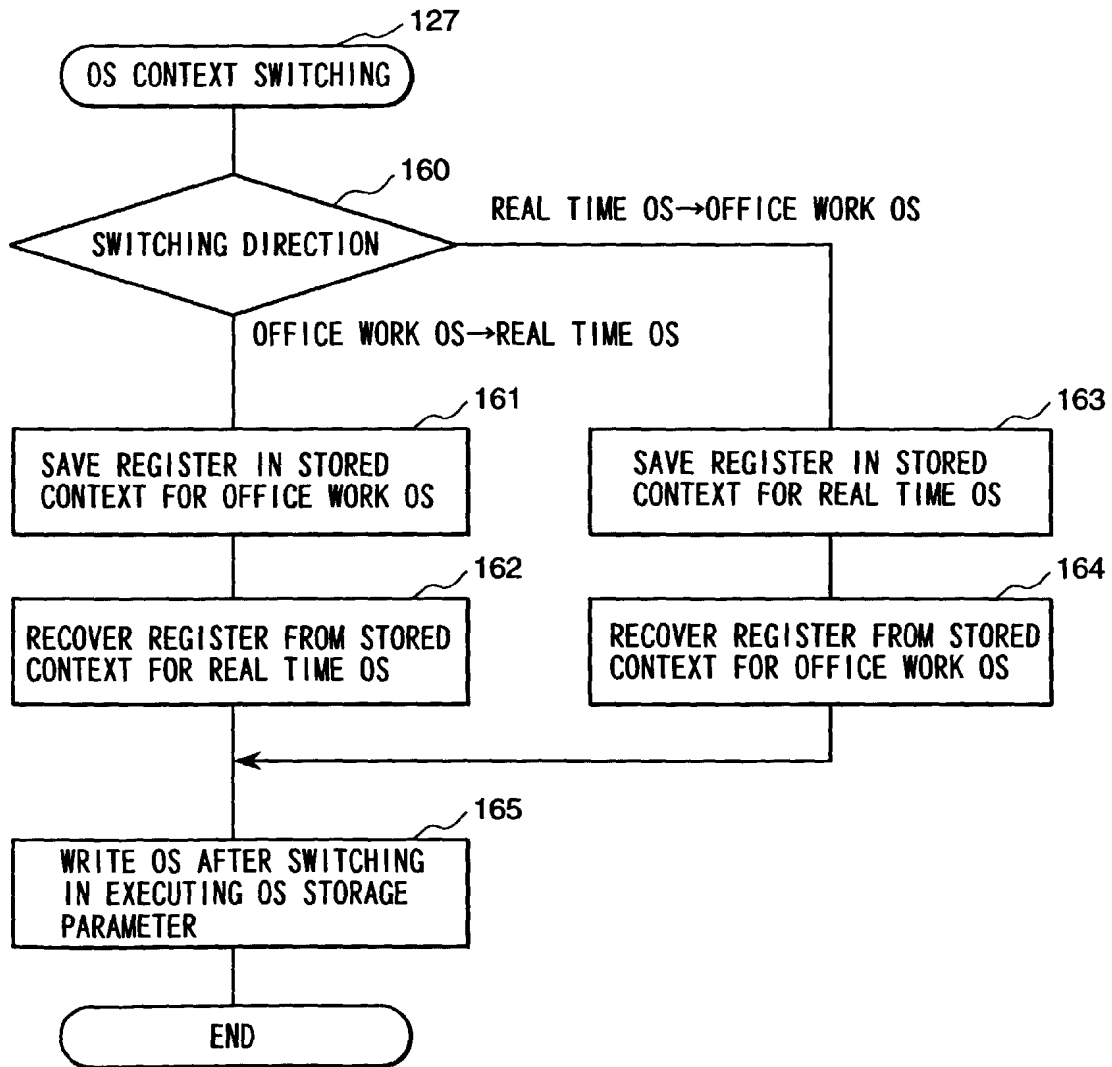 127
OS CONTEXT SWITCHING
160
REAL TIME OS→OFFICE WORK OS
SWITCHING DIRECTION
OFFICE WORK OS→REAL TIME OS
161
SAVE REGISTER IN STORED
CONTEXT FOR OFFICE WORK OS
163
SAVE REGISTER IN STORED
CONTEXT FOR REAL TIME OS
162
RECOVER REGISTER FROM STORED
CONTEXT FOR REAL TIME OS
164
RECOVER REGISTER FROM STORED
CONTEXT FOR OFFICE WORK OS
165
WRITE OS AFTER SWITCHING
IN EXECUTING OS STORAGE
PARAMETER
END